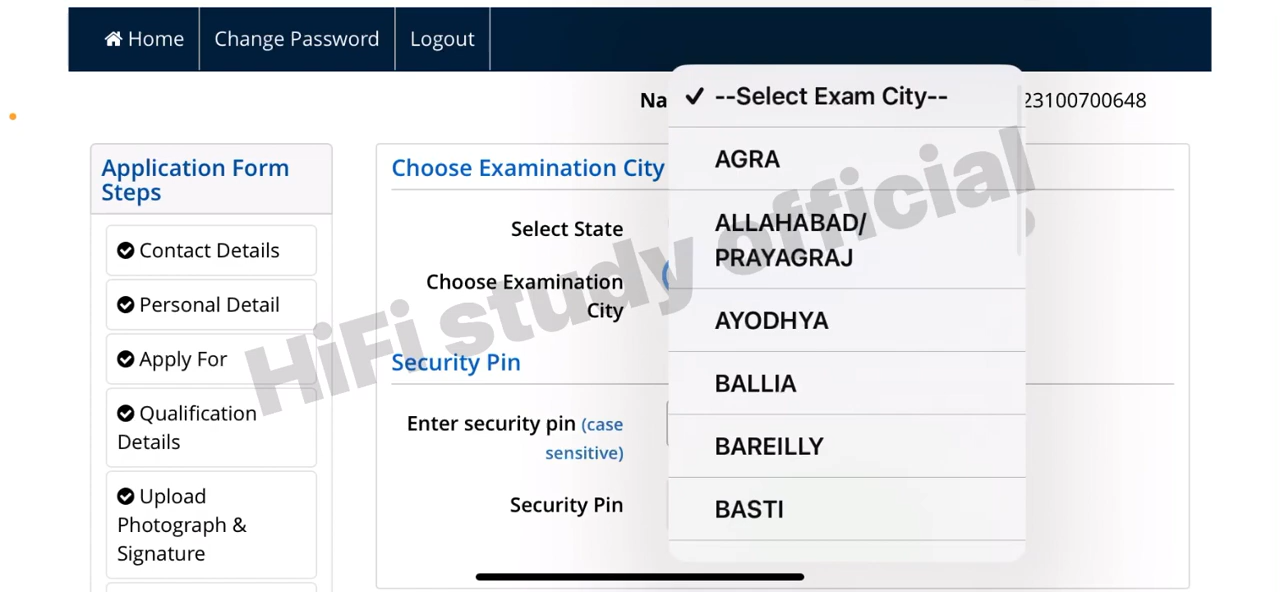 Home
Change Password
Logout
Na
23100700648
Application Form
Steps
Contact Details
Personal Detail
Apply For
Qualification
Details
Upload
Photograph &
Signature
Choose Examination City
Select State
Choose Examination
City
Security Pin
Enter security pin (case
sensitive)
Security Pin
--Select Exam City--
AGRA
ALLAHABAD/
PRAYAGRAJ
AYODHYA
BALLIA
BAREILLY
BASTI
HiFi study official